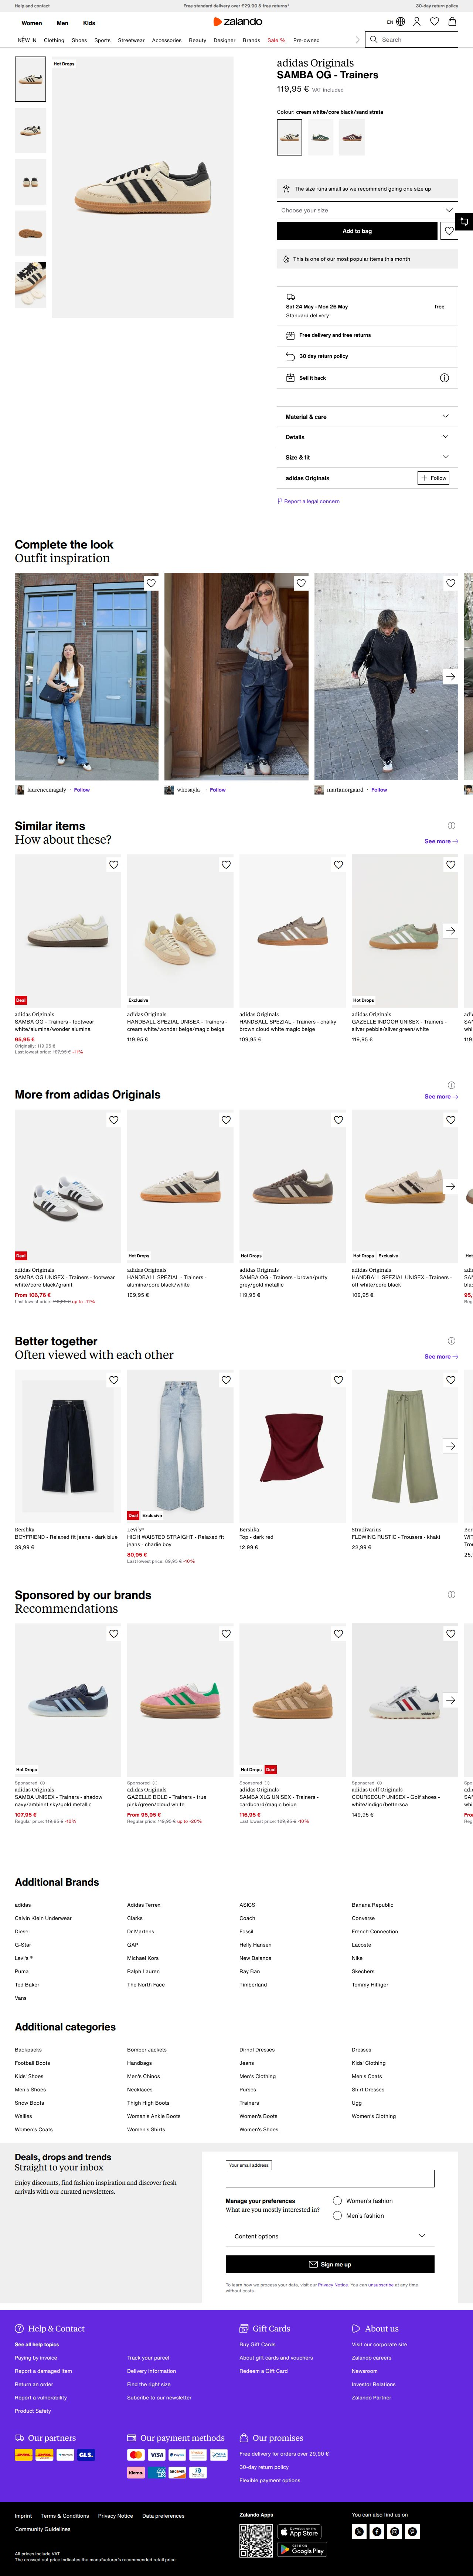 Help and contact
Free standard delivery over €29,90 & free returns*
30-day return policy
Women
Men
Kids
zalando
EN
NEW IN
Clothing
Shoes
Sports
Streetwear
Accessories
Beauty
Designer
Brands
Sale %
Pre-owned
Search
Hot Drops
adidas Originals
SAMBA OG - Trainers
119,95 € VAT included
Colour: cream white/core black/sand strata
The size runs small so we recommend going one size up
Choose your size
Add to bag
This is one of our most popular items this month
Sat 24 May - Mon 26 May
free
Standard delivery
Free delivery and free returns
30 day return policy
Sell it back
Material & care
Details
Size & fit
adidas Originals
Follow
Report a legal concern
Complete the look
Outfit inspiration
laurencemagaly · Follow
whosayla_ · Follow
martanorgaard · Follow
Similar items
How about these?
See more
Deal
Exclusive
Hot Drops
adidas Originals
SAMBA OG - Trainers - footwear
white/alumina/wonder alumina
95,95 €
Originally: 119,95 €
Last lowest price: 107,95 € -11%
adidas Originals
HANDBALL SPEZIAL UNISEX - Trainers -
cream white/wonder beige/magic beige
119,95 €
adidas Originals
HANDBALL SPEZIAL - Trainers - chalky
brown cloud white magic beige
109,95 €
adidas Originals
GAZELLE INDOOR UNISEX - Trainers -
silver pebble/silver green/white
119,95 €
More from adidas Originals
See more
Deal
Hot Drops
Hot Drops
Hot Drops
Exclusive
adidas Originals
SAMBA OG UNISEX - Trainers - footwear
white/core black/granit
From 106,76 €
Last lowest price: 119,95 € up to -11%
adidas Originals
HANDBALL SPEZIAL - Trainers -
alumina/core black/white
109,95 €
adidas Originals
SAMBA OG - Trainers - brown/putty
grey/gold metallic
119,95 €
adidas Originals
HANDBALL SPEZIAL UNISEX - Trainers -
off white/core black
109,95 €
Better together
Often viewed with each other
See more
Deal
Exclusive
Bershka
BOYFRIEND - Relaxed fit jeans - dark blue
39,99 €
Levi's®
HIGH WAISTED STRAIGHT - Relaxed fit
jeans - charlie boy
80,95 €
Last lowest price: 89,95 € -10%
Bershka
Top - dark red
12,99 €
Stradivarius
FLOWING RUSTIC - Trousers - khaki
22,99 €
Sponsored by our brands
Recommendations
Hot Drops
Hot Drops
Deal
Sponsored
adidas Originals
SAMBA UNISEX - Trainers - shadow
navy/ambient sky/gold metallic
107,95 €
Regular price: 119,95 € -10%
Sponsored
adidas Originals
GAZELLE BOLD - Trainers - true
pink/green/cloud white
From 95,95 €
Regular price: 119,95 € up to -20%
Sponsored
adidas Originals
SAMBA XLG UNISEX - Trainers -
cardboard/magic beige
116,95 €
Last lowest price: 129,95 € -10%
Sponsored
adidas Golf Originals
COURSECUP UNISEX - Golf shoes -
white/indigo/bettersca
149,95 €
Additional Brands
adidas
Adidas Terrex
ASICS
Banana Republic
Calvin Klein Underwear
Clarks
Coach
Converse
Diesel
Dr Martens
Fossil
French Connection
G-Star
GAP
Helly Hansen
Lacoste
Levi's ®
Michael Kors
New Balance
Nike
Puma
Ralph Lauren
Ray Ban
Skechers
Ted Baker
The North Face
Timberland
Tommy Hilfiger
Vans
Additional categories
Backpacks
Bomber Jackets
Dirndl Dresses
Dresses
Football Boots
Handbags
Jeans
Kids' Clothing
Kids' Shoes
Men's Chinos
Men's Clothing
Men's Coats
Men's Shoes
Necklaces
Purses
Shirt Dresses
Snow Boots
Thigh High Boots
Trainers
Ugg
Wellies
Women's Ankle Boots
Women's Boots
Women's Clothing
Women's Coats
Women's Shirts
Women's Shoes
Deals, drops and trends
Straight to your inbox
Enjoy discounts, find fashion inspiration and discover fresh
arrivals with our curated newsletters.
Your email address
Manage your preferences
What are you mostly interested in?
Women's fashion
Men's fashion
Content options
Sign me up
To learn how we process your data, visit our Privacy Notice. You can unsubscribe at any time
without costs.
Help & Contact
See all help topics
Paying by invoice
Track your parcel
Report a damaged item
Delivery information
Return an order
Find the right size
Report a vulnerability
Subcribe to our newsletter
Product Safety
Gift Cards
Buy Gift Cards
About gift cards and vouchers
Redeem a Gift Card
About us
Visit our corporate site
Zalando careers
Newsroom
Investor Relations
Zalando Partner
Our partners
GLS.
Our payment methods
VISA
PayPal
Klarna.
DISCOVER
Our promises
Free delivery for orders over 29,90 €
30-day return policy
Flexible payment options
Imprint
Terms & Conditions
Privacy Notice
Data preferences
Community Guidelines
All prices include VAT
The crossed out price indicates the manufacturer's recommended retail price.
Zalando Apps
Download on the
App Store
GET IT ON
Google Play
You can also find us on